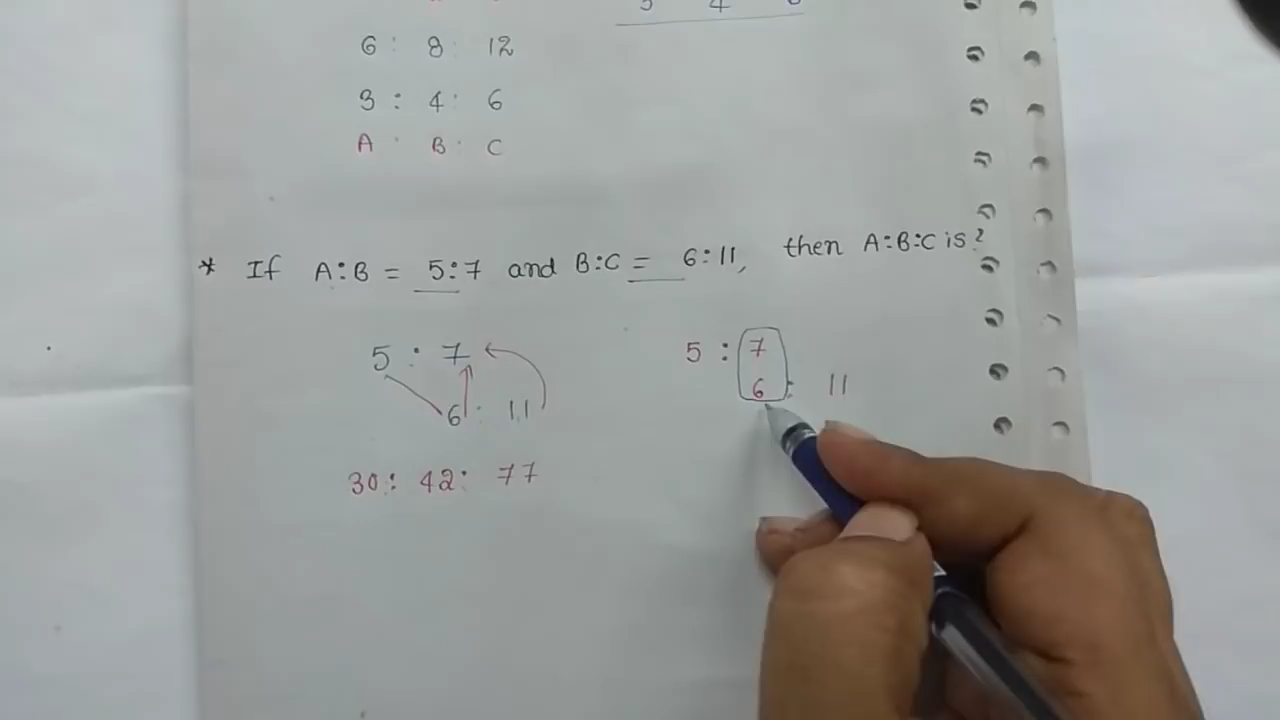 6 : 8 : 12
3 : 4 : 6
A : B : C
* If A:B = 5:7 and B:C = 6:11, then A:B:C is?
5 : 7
6 : 11
30 : 42 : 77
5 : 7
6 : 11